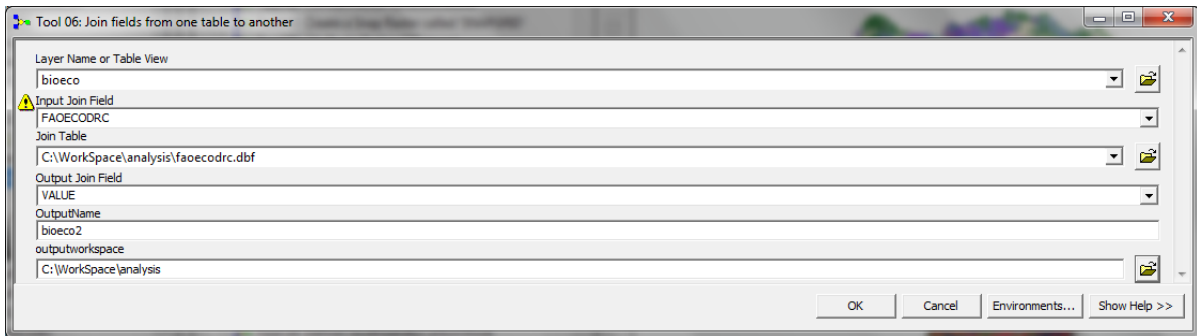 Tool 06: Join fields from one table to another
Layer Name or Table View
bioeco
Input Join Field
FAOECODRC
Join Table
C:\WorkSpace\analysis\faoecodrc.dbf
Output Join Field
VALUE
OutputName
bioeco2
outputworkspace
C:\WorkSpace\analysis
OK Cancel Environments... Show Help >>